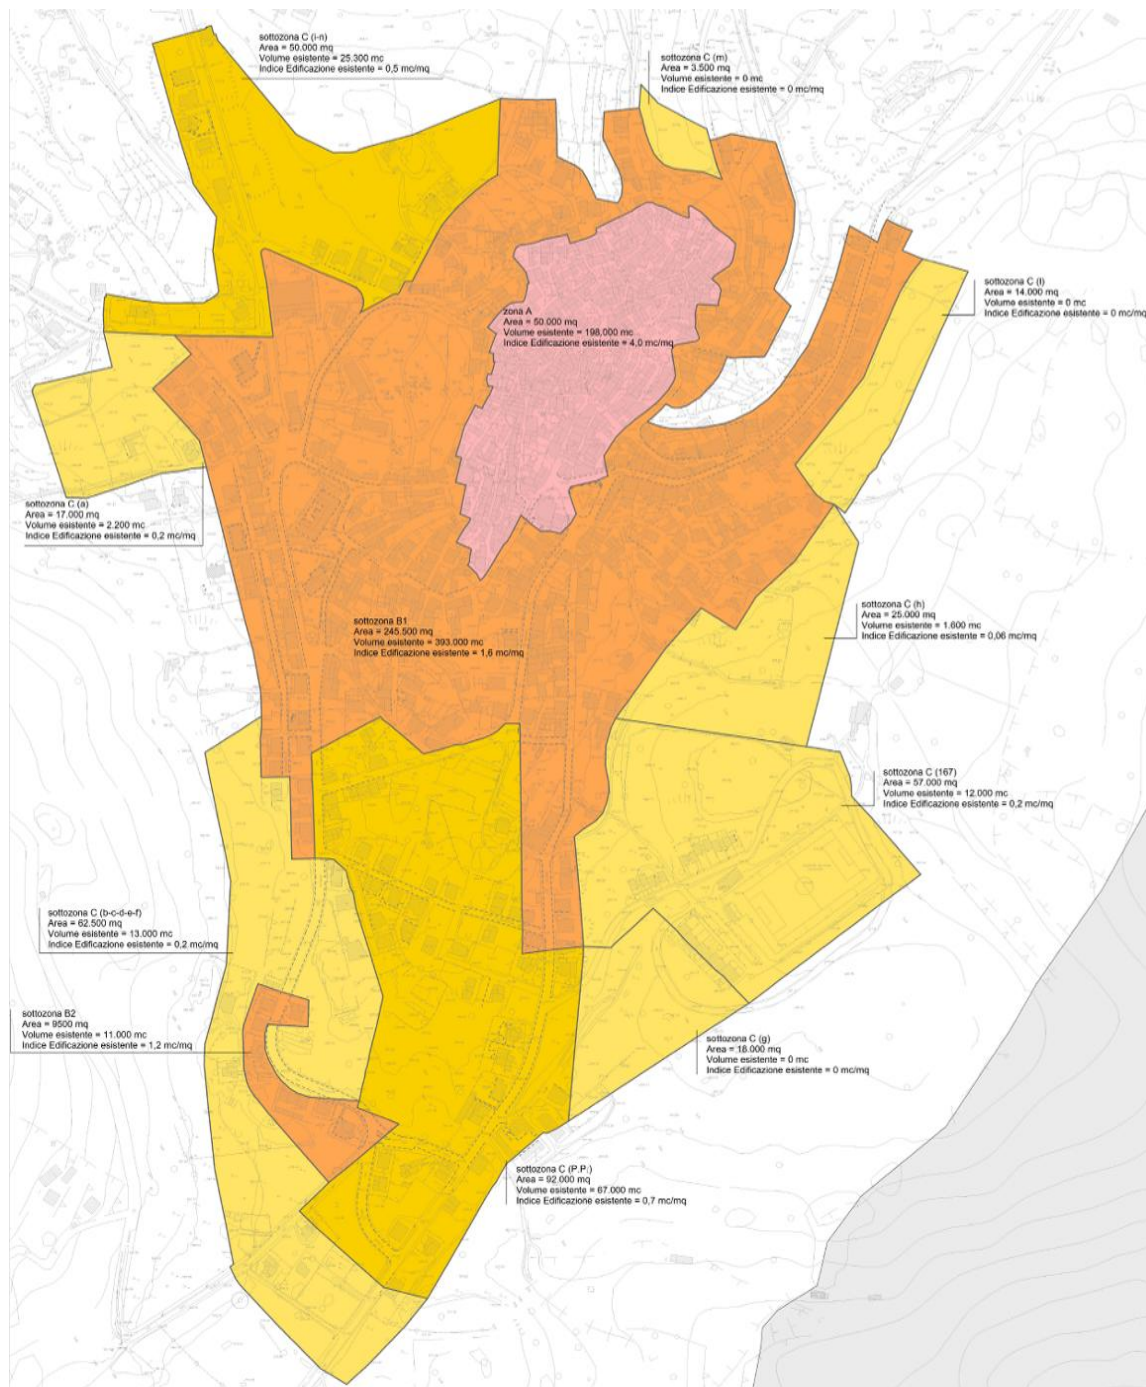 sottozona C (i-n)
Area = 50.000 mq
Volume esistente = 25.300 mc
Indice Edificazione esistente = 0,5 mc/mq
sottozona C (m)
Area = 3.500 mq
Volume esistente = 0 mc
Indice Edificazione esistente = 0 mc/mq
sottozona C (l)
Area = 14.000 mq
Volume esistente = 0 mc
Indice Edificazione esistente = 0 mc/mq
zona A
Area = 50.000 mq
Volume esistente = 198.000 mc
Indice Edificazione esistente = 4,0 mc/mq
sottozona C (a)
Area = 17.000 mq
Volume esistente = 2.200 mc
Indice Edificazione esistente = 0,2 mc/mq
sottozona C (h)
Area = 25.000 mq
Volume esistente = 1.600 mc
Indice Edificazione esistente = 0,06 mc/mq
sottozona B1
Area = 245.500 mq
Volume esistente = 393.000 mc
Indice Edificazione esistente = 1,6 mc/mq
sottozona C (167)
Area = 57.000 mq
Volume esistente = 12.000 mc
Indice Edificazione esistente = 0,2 mc/mq
sottozona C (b-c-d-e-f)
Area = 62.500 mq
Volume esistente = 13.000 mc
Indice Edificazione esistente = 0,2 mc/mq
sottozona B2
Area = 9500 mq
Volume esistente = 11.000 mc
Indice Edificazione esistente = 1,2 mc/mq
sottozona C (g)
Area = 18.000 mq
Volume esistente = 0 mc
Indice Edificazione esistente = 0 mc/mq
sottozona C (P.P.)
Area = 92.000 mq
Volume esistente = 67.000 mc
Indice Edificazione esistente = 0,7 mc/mq